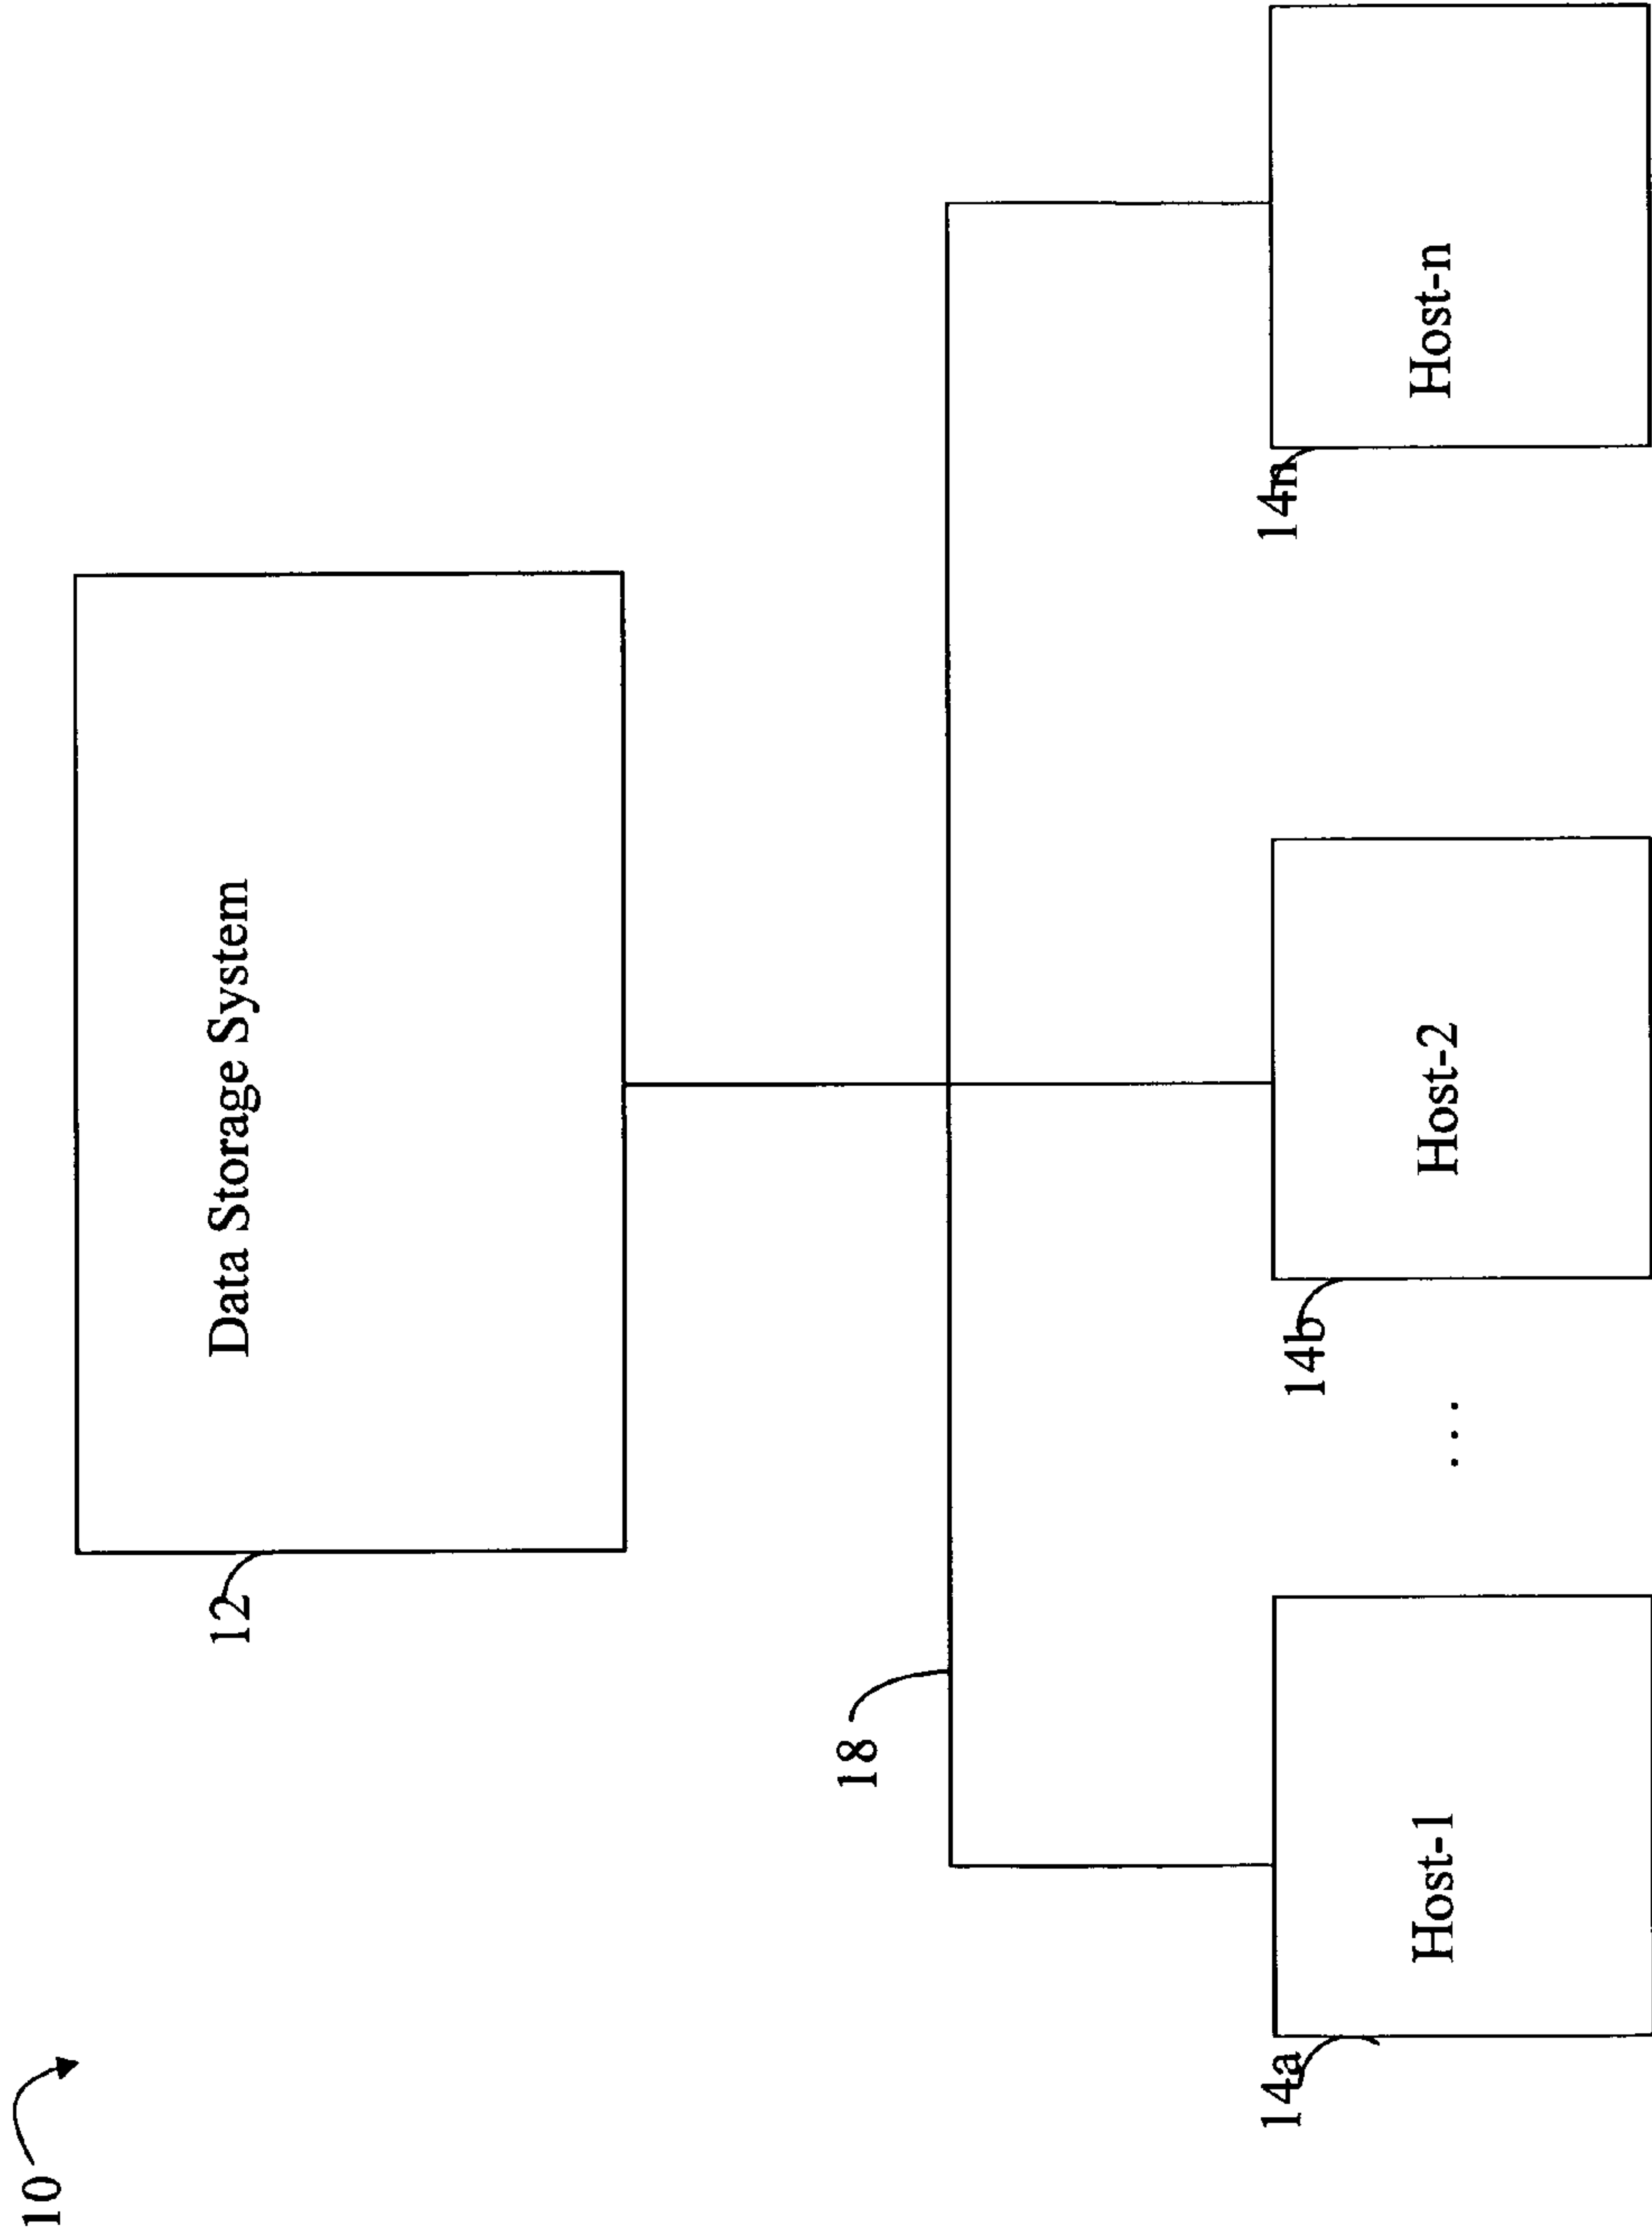 10
12
Data Storage System
18
14a
Host-1
...
14b
Host-2
14n
Host-n